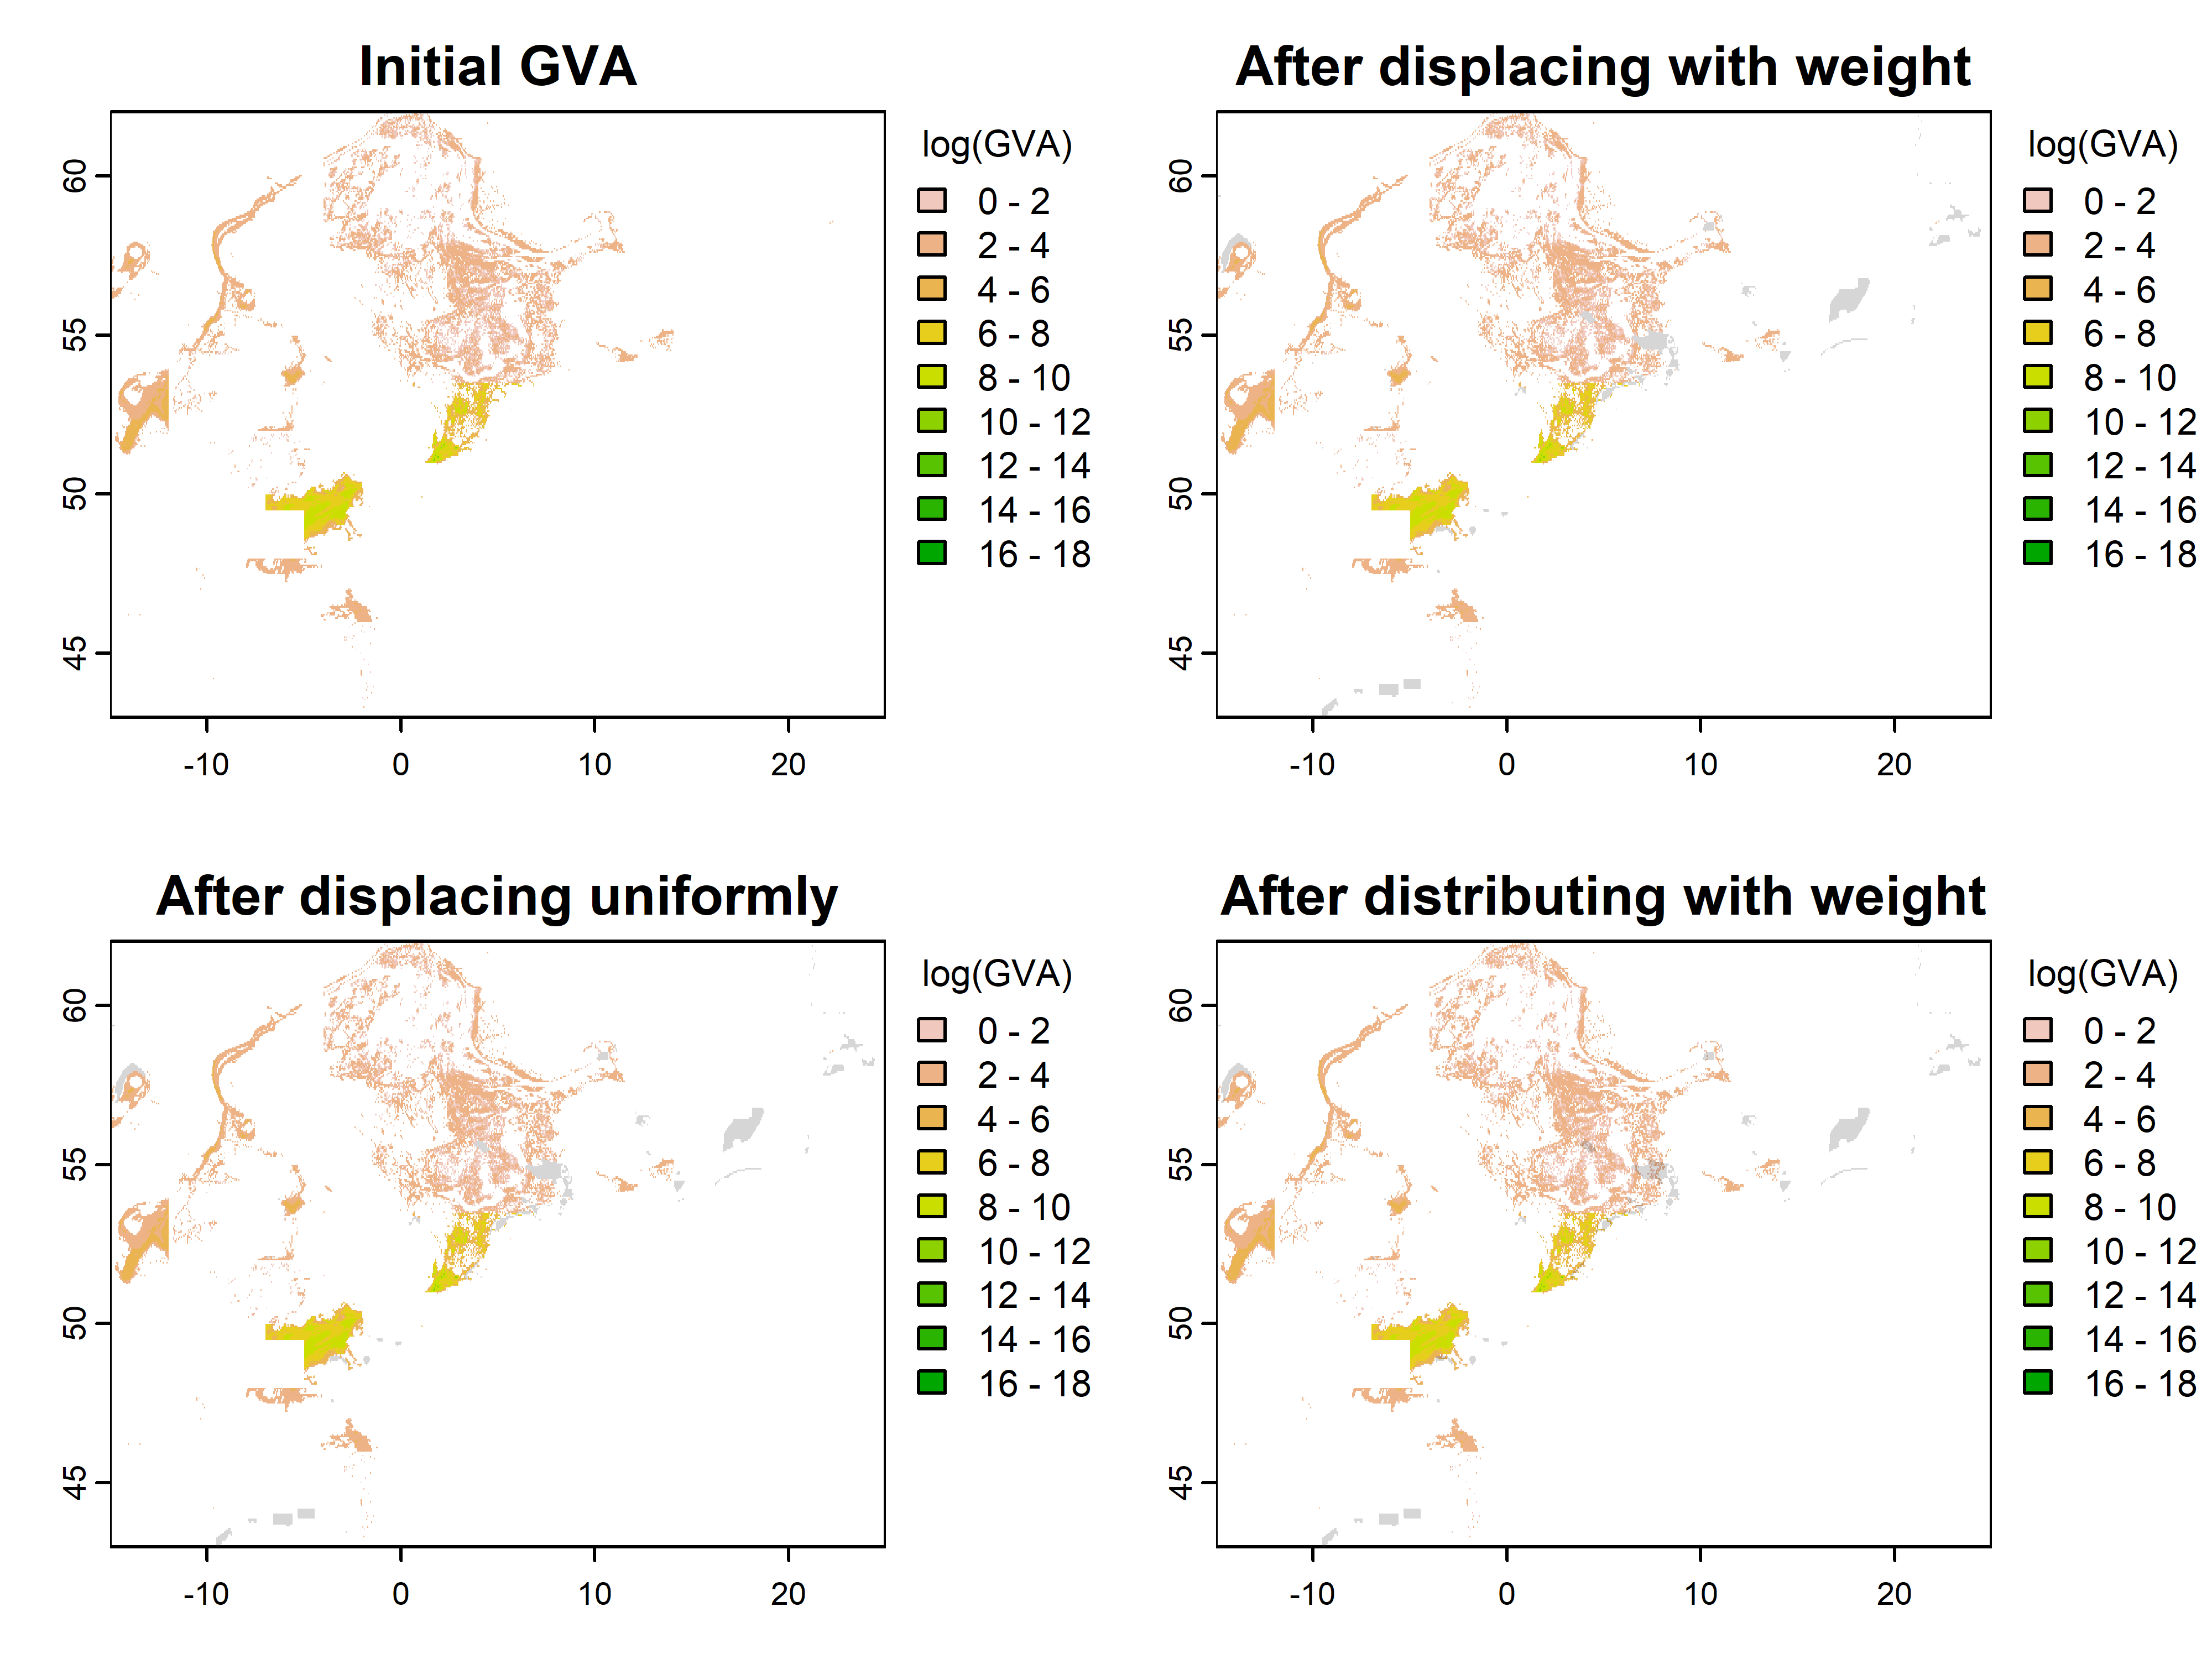 Initial GVA
60
55
50
45
-10
0
10
20
log(GVA)
0 - 2
2 - 4
4 - 6
6 - 8
8 - 10
10 - 12
12 - 14
14 - 16
16 - 18
After displacing with weight
60
55
50
45
-10
0
10
20
log(GVA)
0 - 2
2 - 4
4 - 6
6 - 8
8 - 10
10 - 12
12 - 14
14 - 16
16 - 18
After displacing uniformly
60
55
50
45
-10
0
10
20
log(GVA)
0 - 2
2 - 4
4 - 6
6 - 8
8 - 10
10 - 12
12 - 14
14 - 16
16 - 18
After distributing with weight
60
55
50
45
-10
0
10
20
log(GVA)
0 - 2
2 - 4
4 - 6
6 - 8
8 - 10
10 - 12
12 - 14
14 - 16
16 - 18